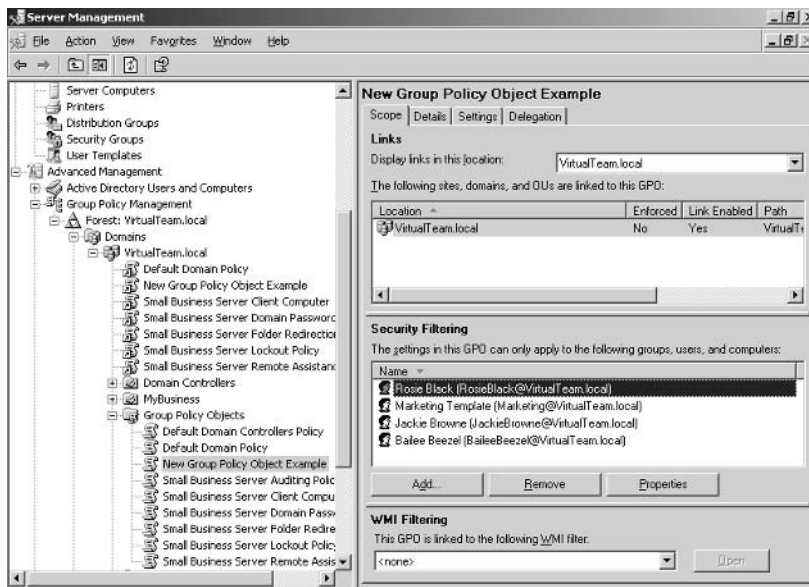 Server Management
File Action View Favorites Window Help
Server Computers
Printers
Distribution Groups
Security Groups
User Templates
Advanced Management
Active Directory Users and Computers
Group Policy Management
Forest: VirtualTeam.local
Domains
VirtualTeam.local
Default Domain Policy
New Group Policy Object Example
Small Business Server Client Computer
Small Business Server Domain Password
Small Business Server Folder Redirection
Small Business Server Lockout Policy
Small Business Server Remote Assistanc
Domain Controllers
MyBusiness
Group Policy Objects
Default Domain Controllers Policy
Default Domain Policy
New Group Policy Object Example
Small Business Server Auditing Polic
Small Business Server Client Compu
Small Business Server Domain Passw
Small Business Server Folder Redire
Small Business Server Lockout Policy
Small Business Server Remote Assis
New Group Policy Object Example
Scope Details Settings Delegation
Links
Display links in this location: VirtualTeam.local
The following sites, domains, and OUs are linked to this GPO:
Location Enforced Link Enabled Path
VirtualTeam.local No Yes VirtualTe
Security Filtering
The settings in this GPO can only apply to the following groups, users, and computers:
Name
Rosie Black (RosieBlack@VirtualTeam.local)
Marketing Template (Marketing@VirtualTeam.local)
Jackie Browne (JackieBrowne@VirtualTeam.local)
Bailee Beezel (BaileeBeezel@VirtualTeam.local)
Add... Remove Properties
WMI Filtering
This GPO is linked to the following WMI filter:
<none> Open